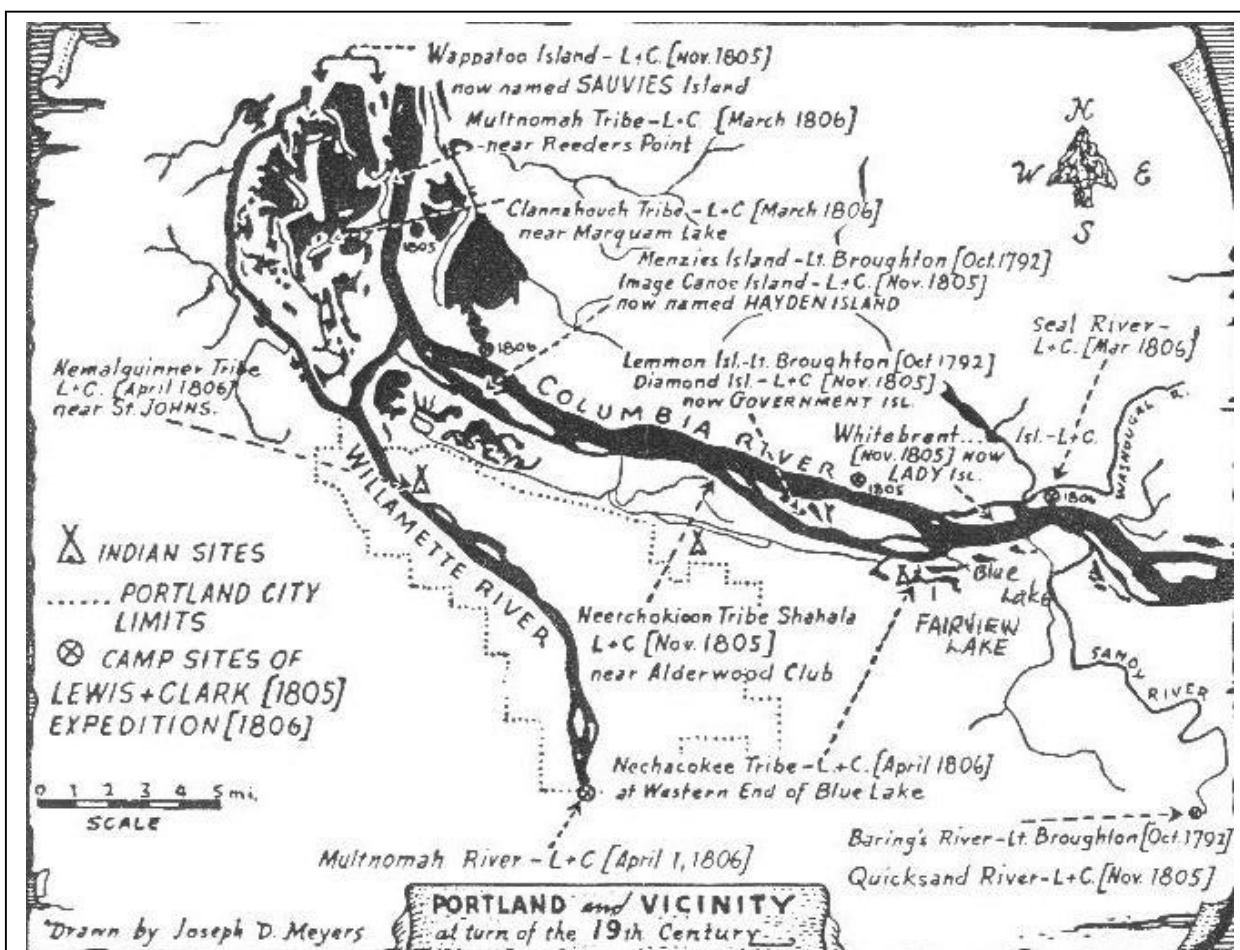 Wappatoo Island - L+C. [Nov. 1805]
now named SAUVIES Island
Multnomah Tribe - L+C [March 1806]
-near Reeders Point
N
W E
S
Clannahouch Tribe - L+C [March 1806]
near Marquam Lake
1805
Menzies Island - Lt. Broughton [Oct. 1792]
Image Canoe Island - L+C. [Nov. 1805]
now named HAYDEN ISLAND
Seal River -
L+C. [Mar 1806]
1806
Nemalquinner Tribe
L+C. [April 1806]
near St. JOHNS.
Lemmon Isl.-Lt. Broughton [Oct 1792]
Diamond Isl. - L+C [Nov. 1805]
now GOVERNMENT ISL.
COLUMBIA RIVER
Whitebrant... Isl.-L+C.
[Nov. 1805] now
LADY ISL.
WASHOUGAL R.
1805
1806
WILLAMETTE RIVER
INDIAN SITES
PORTLAND CITY
LIMITS
CAMP SITES OF
LEWIS+CLARK [1805]
EXPEDITION [1806]
Blue
Lake
FAIRVIEW
LAKE
SANDY
RIVER
Neerchokioon Tribe Shahala
L+C [Nov. 1805]
near Alderwood Club
Nechacokee Tribe - L.+C. [April 1806]
at Western End of Blue Lake
0 1 2 3 4 5 mi.
SCALE
Baring's River - Lt. Broughton [Oct. 1792]
Quicksand River - L+C. [Nov. 1805]
Multnomah River - L+C [April 1, 1806]
PORTLAND and VICINITY
at turn of the 19th Century
Drawn by Joseph D. Meyers